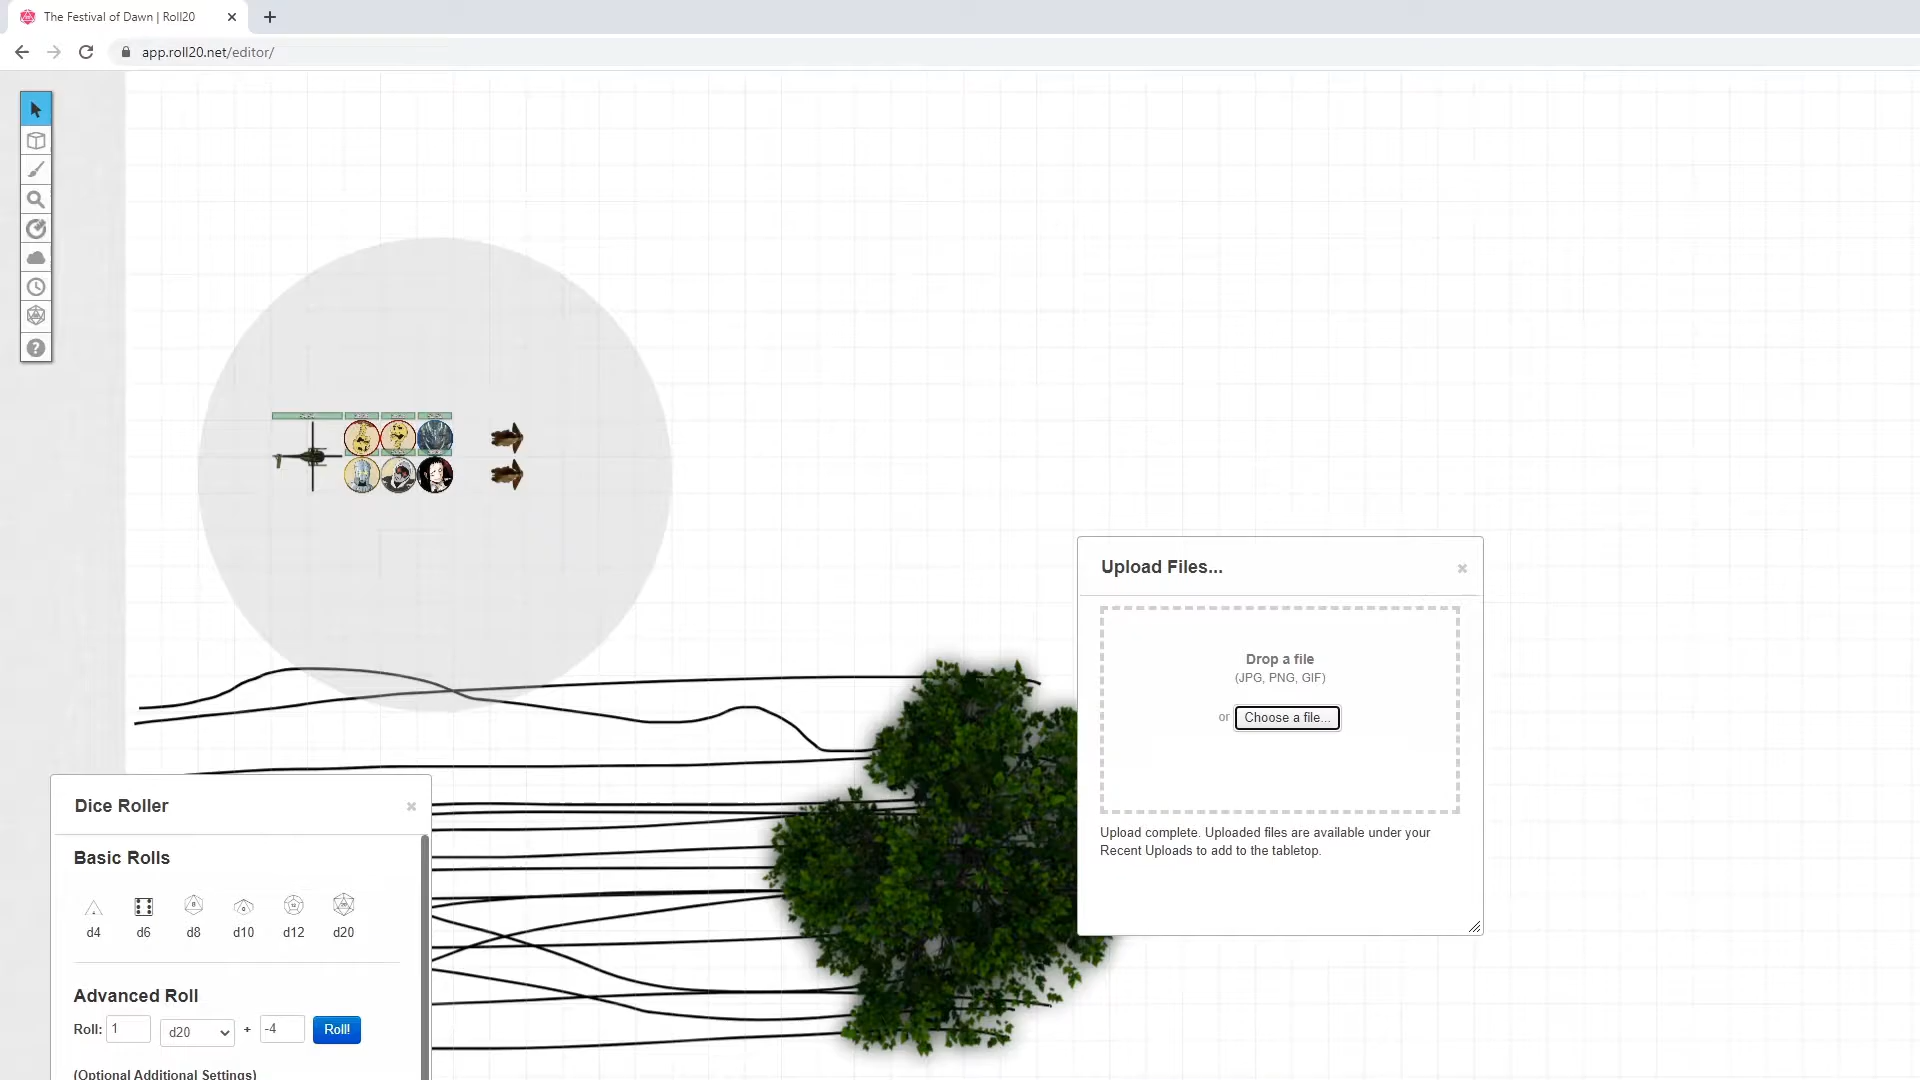 The Festival of Dawn | Roll20
app.roll20.net/editor/
Upload Files...
Drop a file
(JPG, PNG, GIF)
or Choose a file...
Upload complete. Uploaded files are available under your
Recent Uploads to add to the tabletop.
Dice Roller
Basic Rolls
d4 d6 d8 d10 d12 d20
Advanced Roll
Roll: 1 d20 + -4 Roll!
(Optional Additional Settings)